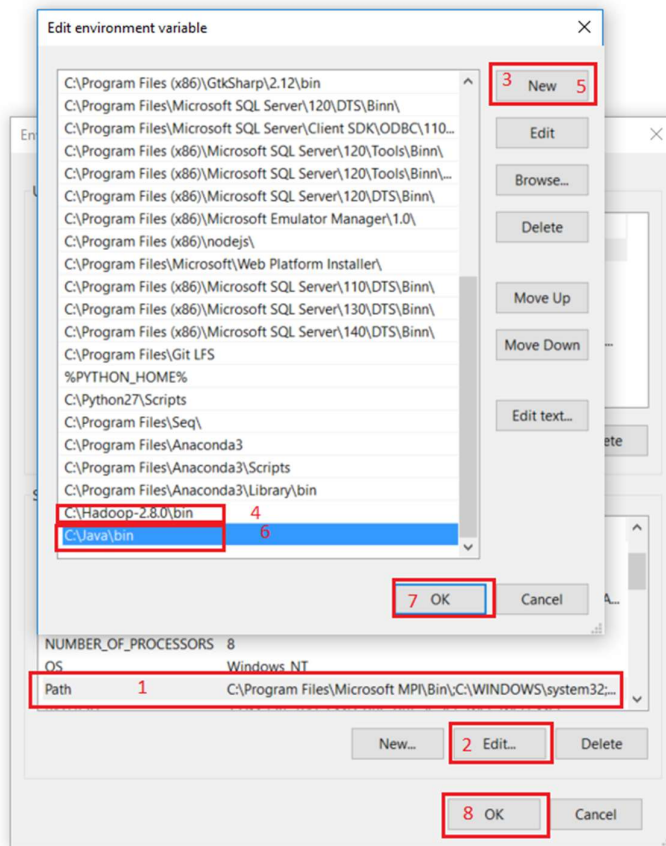 Edit environment variable
C:\Program Files (x86)\GtkSharp\2.12\bin
C:\Program Files\Microsoft SQL Server\120\DTS\Binn\
C:\Program Files\Microsoft SQL Server\Client SDK\ODBC\110...
C:\Program Files (x86)\Microsoft SQL Server\120\Tools\Binn\
C:\Program Files (x86)\Microsoft SQL Server\120\Tools\Binn\...
C:\Program Files (x86)\Microsoft SQL Server\120\DTS\Binn\
C:\Program Files (x86)\Microsoft Emulator Manager\1.0\
C:\Program Files (x86)\nodejs\
C:\Program Files\Microsoft\Web Platform Installer\
C:\Program Files (x86)\Microsoft SQL Server\110\DTS\Binn\
C:\Program Files (x86)\Microsoft SQL Server\130\DTS\Binn\
C:\Program Files (x86)\Microsoft SQL Server\140\DTS\Binn\
C:\Program Files\Git LFS
%PYTHON_HOME%
C:\Python27\Scripts
C:\Program Files\Seq\
C:\Program Files\Anaconda3
C:\Program Files\Anaconda3\Scripts
C:\Program Files\Anaconda3\Library\bin
C:\Hadoop-2.8.0\bin 4
C:\Java\bin 6
3 New 5
Edit
Browse...
Delete
Move Up
Move Down
Edit text...
7 OK
Cancel
En
ete
A...
NUMBER_OF_PROCESSORS 8
OS Windows_NT
Path 1 C:\Program Files\Microsoft MPI\Bin\;C:\WINDOWS\system32;...
New...
2 Edit...
Delete
8 OK
Cancel